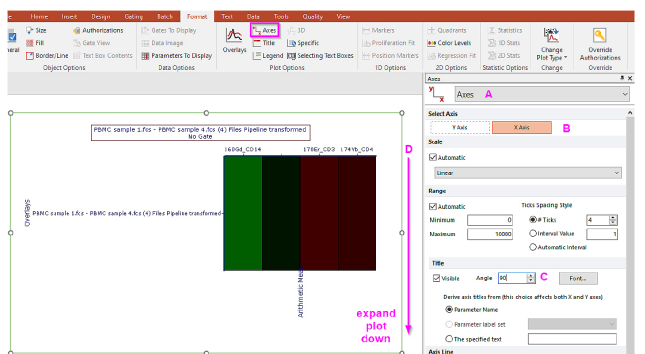 File Home Insert Design Gating Batch Format Text Data Tools Quality View
Size Authorizations Gates To Display Axes 3D Markers Quadrants Statistics
Fill Gate View Data Image Title Specific Proliferation Fit Color Levels 1D Stats
Border/Line Text Box Contents Parameters To Display Overlays Legend Selecting Text Boxes Position Markers Regression Fit 2D Stats Change Plot Type Override Authorizations
Object Options Data Options Plot Options 1D Options 2D Options Statistic Options Change Override
Axes
Y X Axes A
Select Axis
Y Axis X Axis B
Scale
Automatic
Linear
Range
Automatic Ticks Spacing Style
Minimum 0 # Ticks 4
Maximum 10000 Interval Value 1
Automatic Interval
Title
Visible Angle 90 C Font...
Derive axis titles from (this choice affects both X and Y axes)
Parameter Name
Parameter label set
The specified text
Axis Line
PBMC sample 1.fcs - PBMC sample 4.fcs (4) Files Pipeline transformed
No Gate
170Er_CD3 174Yb_CD4
D
Overlays
PBMC sample 1.fcs - PBMC sample 4.fcs (4) Files Pipeline transformed
expand
plot
down